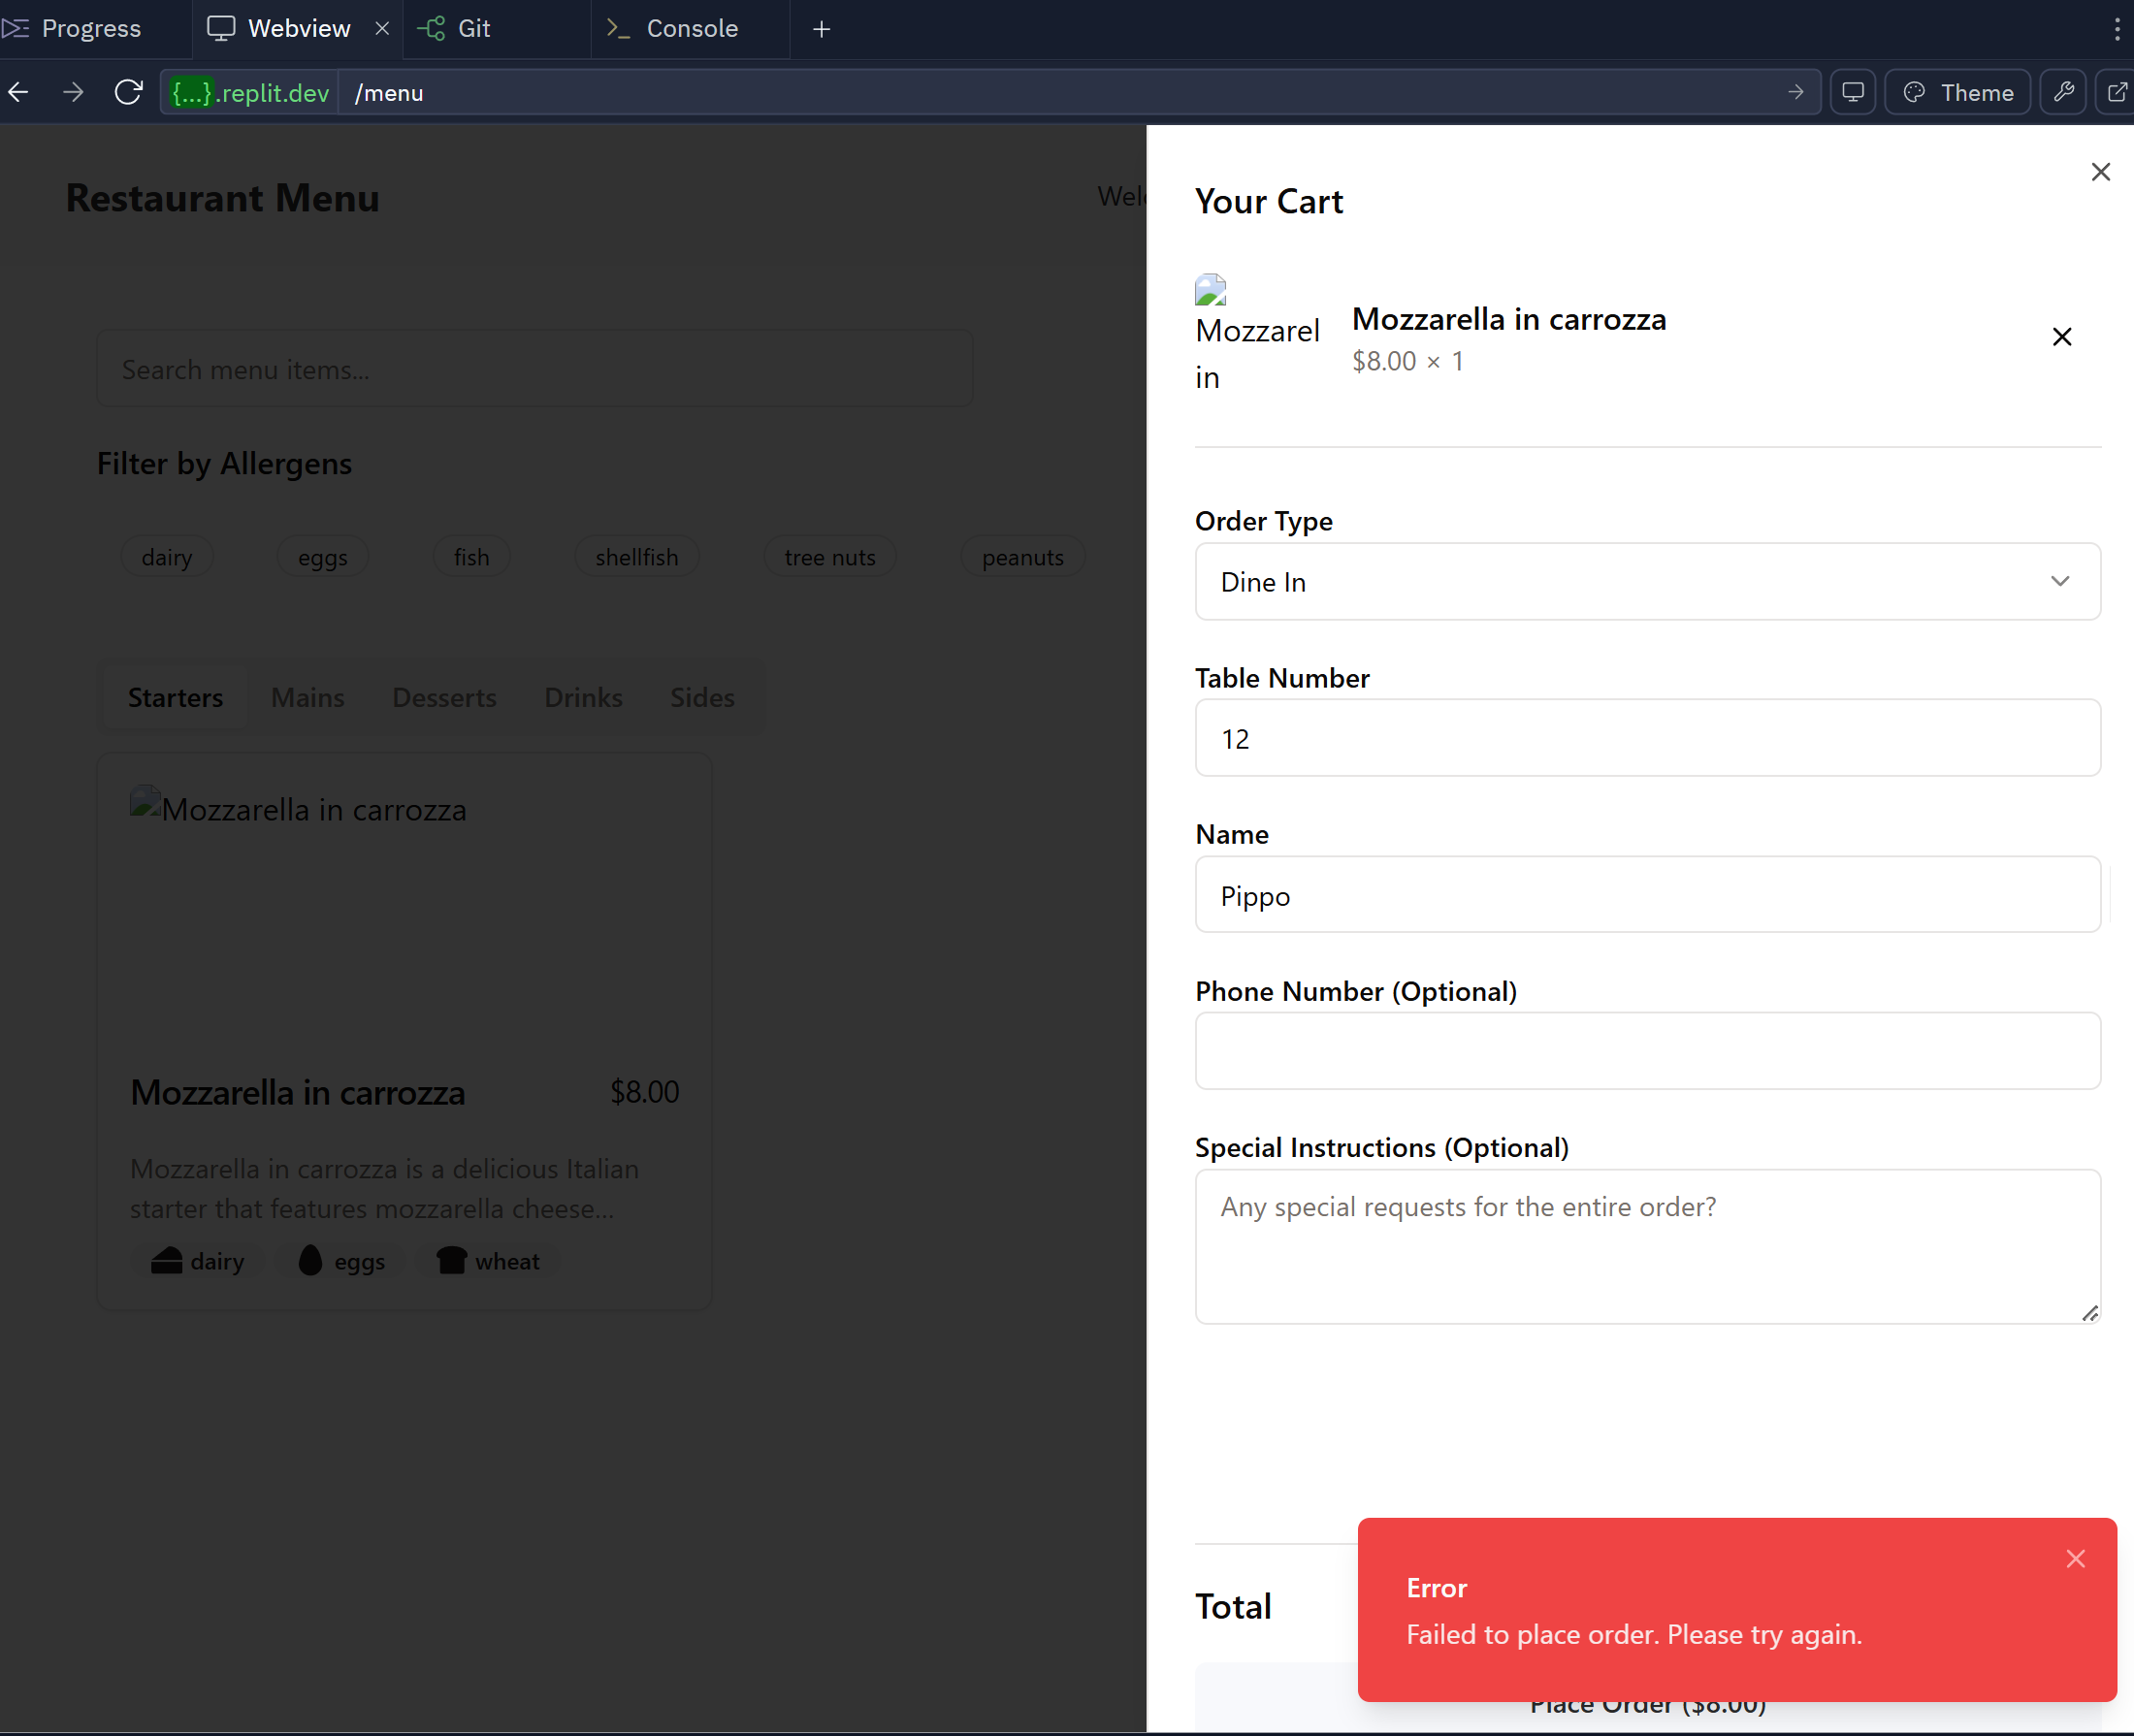 Progress
Webview
Git
Console
{...}.replit.dev
/menu
Theme
Restaurant Menu
Search menu items...
Filter by Allergens
dairy
eggs
fish
shellfish
tree nuts
peanuts
Starters
Mains
Desserts
Drinks
Sides
Mozzarella in carrozza
Mozzarella in carrozza
$8.00
Mozzarella in carrozza is a delicious Italian
starter that features mozzarella cheese...
dairy
eggs
wheat
Your Cart
Mozzarel
in
Mozzarella in carrozza
$8.00 × 1
Order Type
Dine In
Table Number
12
Name
Pippo
Phone Number (Optional)
Special Instructions (Optional)
Any special requests for the entire order?
Total
Error
Failed to place order. Please try again.
Place Order ($8.00)